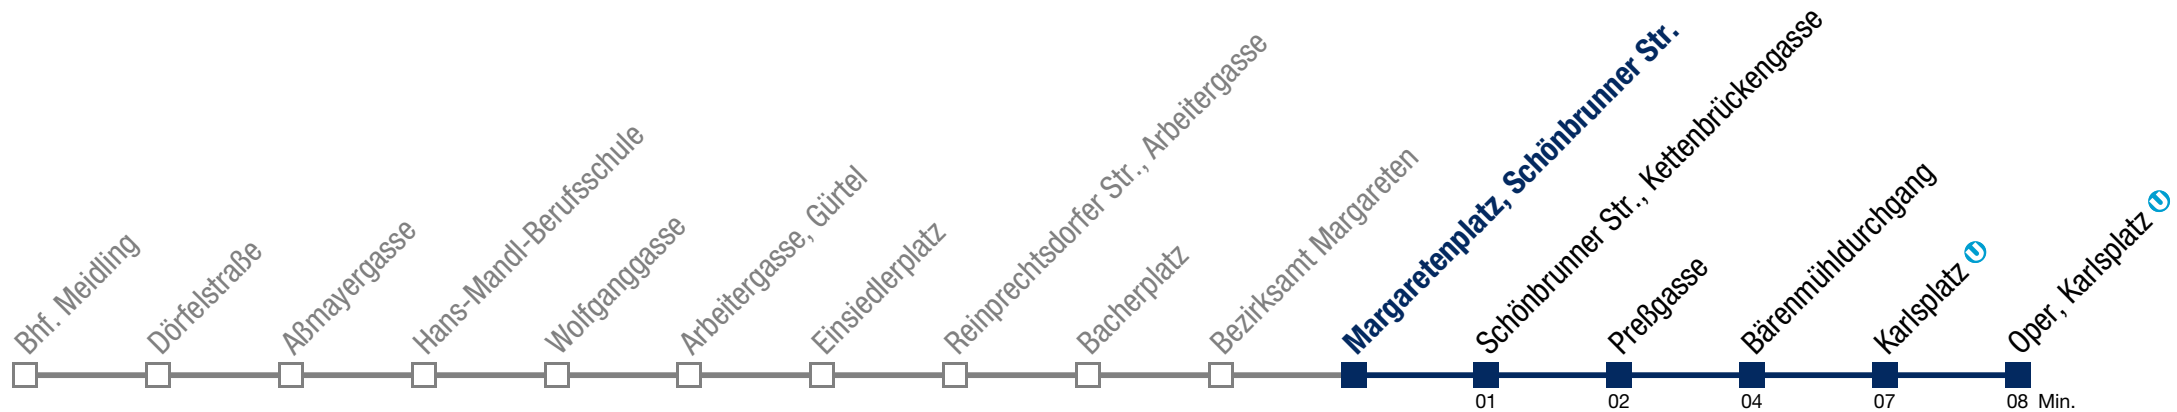 Bhf. Meidling
Dörfelstraße
Aßmayergasse
Hans-Mandl-Berufsschule
Wolfganggasse
Arbeitergasse, Gürtel
Einsiedlerplatz
Reinprechtsdorfer Str., Arbeitergasse
Bacherplatz
Bezirksamt Margareten
Margaretenplatz, Schönbrunner Str.
Schönbrunner Str., Kettenbrückengasse
Preßgasse
Bärenmühldurchgang
Karlsplatz U
Oper, Karlsplatz U
01 02 04 07 08 Min.